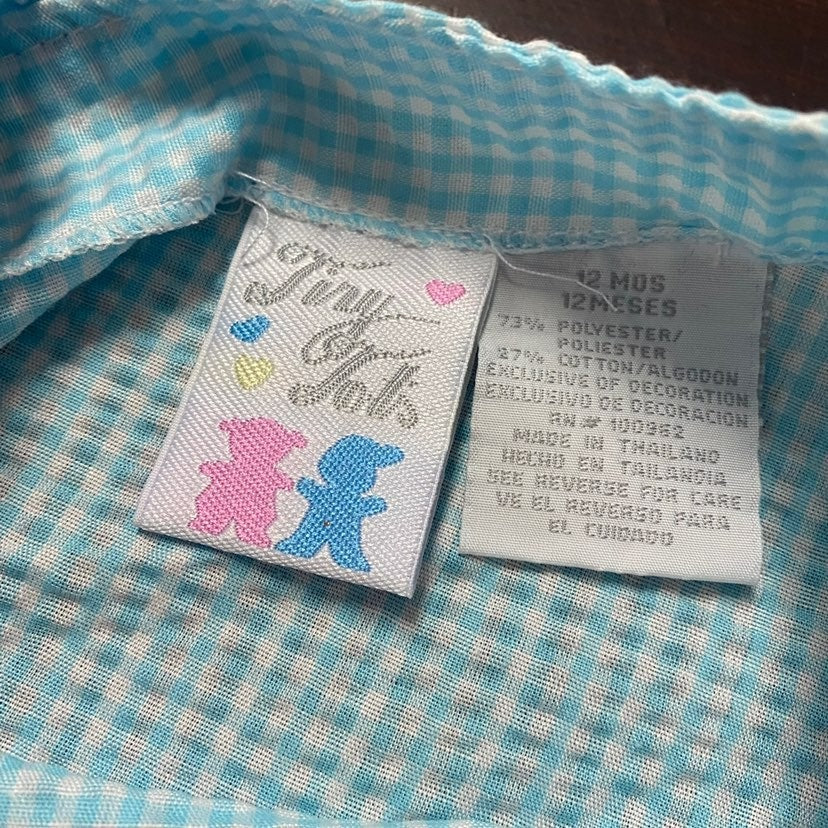 Tiny
Tots
12 MOS
12MESES
73% POLYESTER/
POLIESTER
27% COTTON/ALGODON
EXCLUSIVE OF DECORATION
EXCLUSIVO DE DECORACION
RN# 100962
MADE IN THAILAND
HECHO EN TAILANDIA
SEE REVERSE FOR CARE
VE EL REVERSO PARA
EL CUIDADO